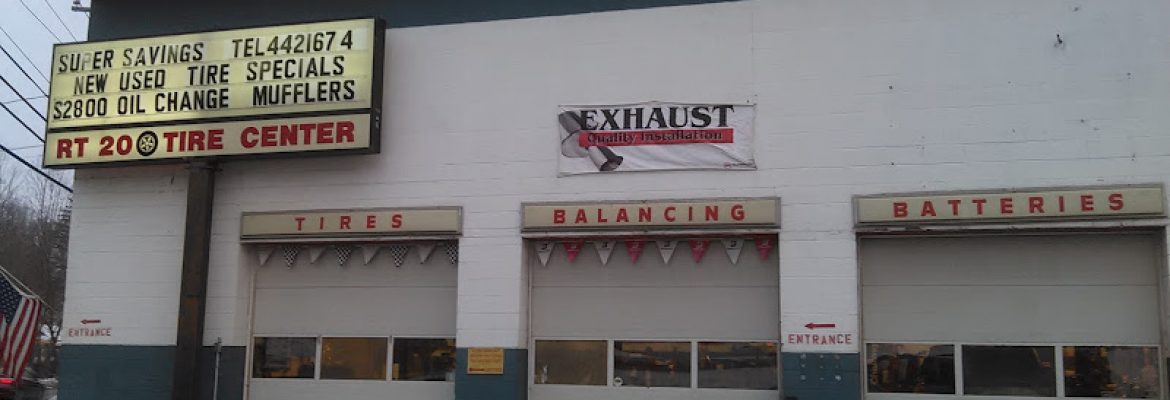 SUPER SAVINGS TEL4421674
NEW USED TIRE SPECIALS
S2800 OIL CHANGE MUFFLERS
RT 20 TIRE CENTER
EXHAUST
Quality Installation
TIRES
BALANCING
BATTERIES
ENTRANCE
ENTRANCE